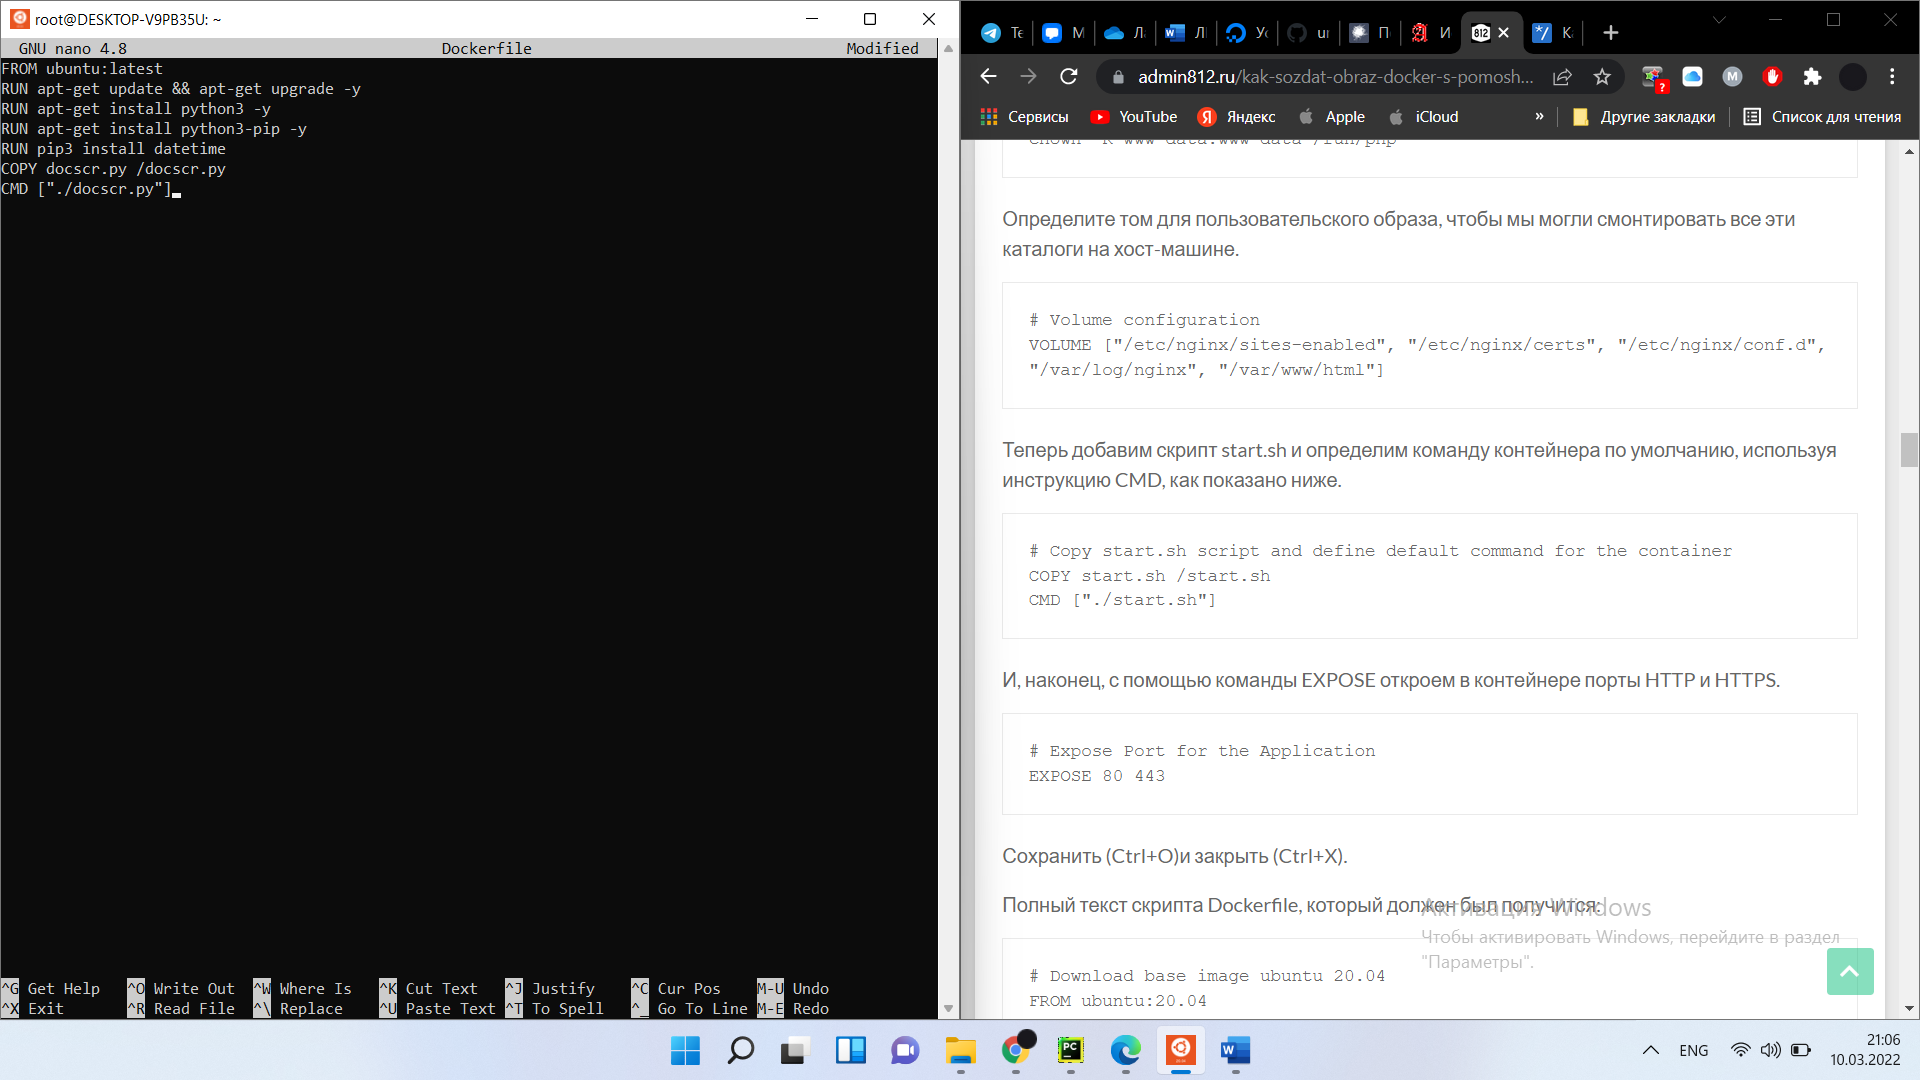 root@DESKTOP-V9PB35U: ~
GNU nano 4.8 Dockerfile Modified
FROM ubuntu:latest
RUN apt-get update && apt-get upgrade -y
RUN apt-get install python3 -y
RUN apt-get install python3-pip -y
RUN pip3 install datetime
COPY docscr.py /docscr.py
CMD ["./docscr.py"]
^G Get Help ^O Write Out ^W Where Is ^K Cut Text ^J Justify ^C Cur Pos M-U Undo
^X Exit ^R Read File ^\ Replace ^U Paste Text ^T To Spell ^_ Go To Line M-E Redo
812
admin812.ru/kak-sozdat-obraz-docker-s-pomosh...
Сервисы YouTube Яндекс Apple iCloud » Другие закладки Список для чтения
chown -R www-data:www-data /run/php
Определите том для пользовательского образа, чтобы мы могли смонтировать все эти
каталоги на хост-машине.
# Volume configuration
VOLUME ["/etc/nginx/sites-enabled", "/etc/nginx/certs", "/etc/nginx/conf.d",
"/var/log/nginx", "/var/www/html"]
Теперь добавим скрипт start.sh и определим команду контейнера по умолчанию, используя
инструкцию CMD, как показано ниже.
# Copy start.sh script and define default command for the container
COPY start.sh /start.sh
CMD ["./start.sh"]
И, наконец, с помощью команды EXPOSE откроем в контейнере порты HTTP и HTTPS.
# Expose Port for the Application
EXPOSE 80 443
Сохранить (Ctrl+O)и закрыть (Ctrl+X).
Полный текст скрипта Dockerfile, который должен был получится:
Активация Windows
Чтобы активировать Windows, перейдите в раздел
"Параметры".
# Download base image ubuntu 20.04
FROM ubuntu:20.04
ENG
21:06
10.03.2022